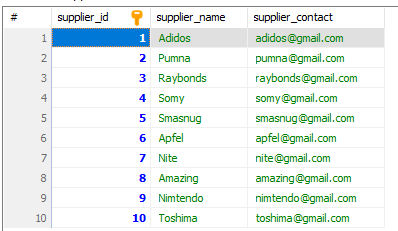 # supplier_id supplier_name supplier_contact
1 1 Adidos adidos@gmail.com
2 2 Pumna pumna@gmail.com
3 3 Raybonds raybonds@gmail.com
4 4 Somy somy@gmail.com
5 5 Smasnug smasnug@gmail.com
6 6 Apfel apfel@gmail.com
7 7 Nite nite@gmail.com
8 8 Amazing amazing@gmail.com
9 9 Nimtendo nimtendo@gmail.com
10 10 Toshima toshima@gmail.com